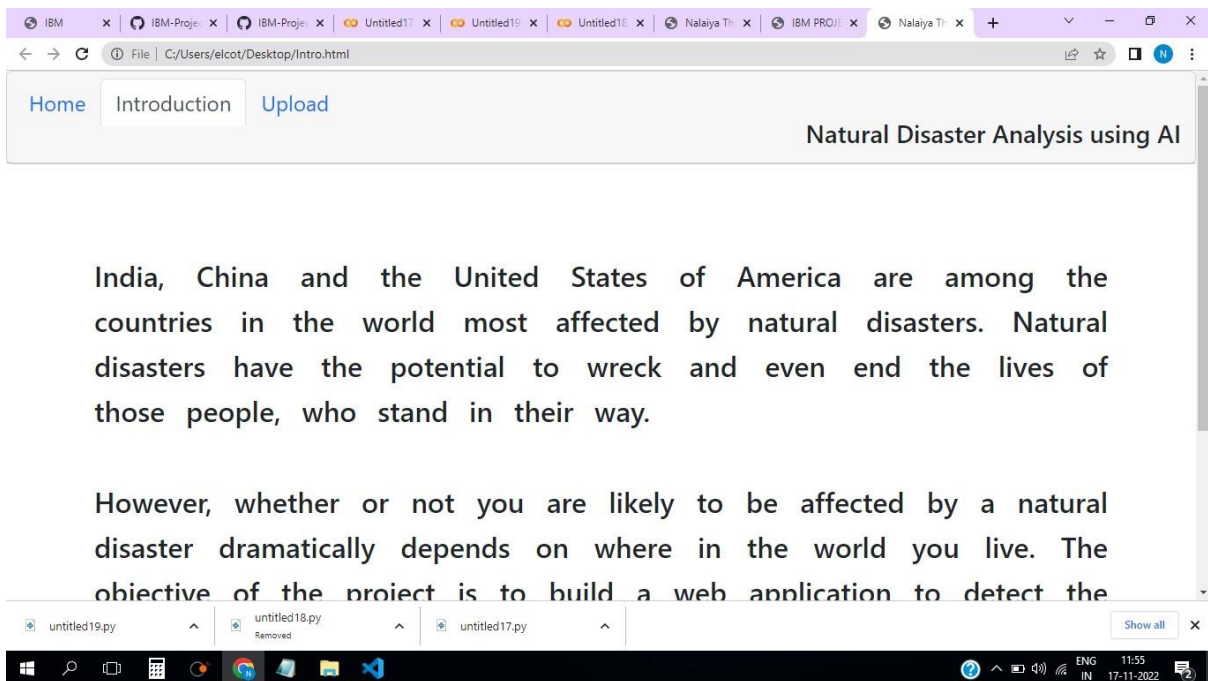 IBM
IBM-Projec
IBM-Projec
Untitled17.
Untitled19.
Untitled18.
Nalaiya Th
IBM PROJE
Nalaiya Th
File | C:/Users/elcot/Desktop/Intro.html
N
Home Introduction Upload
Natural Disaster Analysis using AI
India, China and the United States of America are among the
countries in the world most affected by natural disasters. Natural
disasters have the potential to wreck and even end the lives of
those people, who stand in their way.
However, whether or not you are likely to be affected by a natural
disaster dramatically depends on where in the world you live. The
objective of the project is to build a web application to detect the
untitled19.py
untitled18.py
Removed
untitled17.py
Show all
ENG
IN
11:55
17-11-2022
2